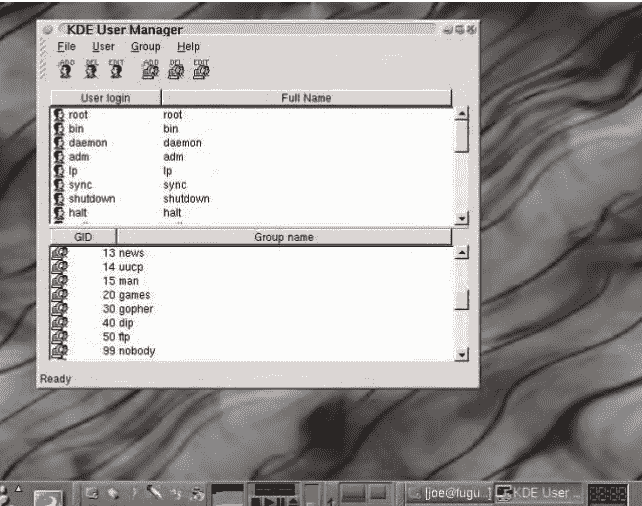 KDE User Manager
File User Group Help
ADD DEL EDIT ADD DEL EDIT
User login Full Name
root root
bin bin
daemon daemon
adm adm
lp lp
sync sync
shutdown shutdown
halt halt
GID Group name
13 news
14 uucp
15 man
20 games
30 gopher
40 dip
50 ftp
99 nobody
Ready
[joe@fugu...] KDE User ...